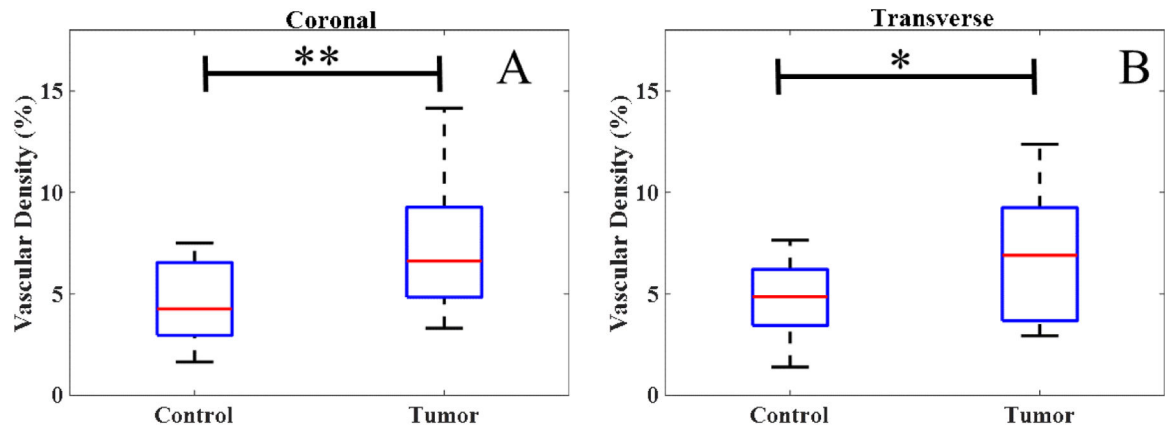 Coronal
**
A
15
10
5
0
Vascular Density (%)
Control Tumor
Transverse
*
B
15
10
5
0
Vascular Density (%)
Control Tumor